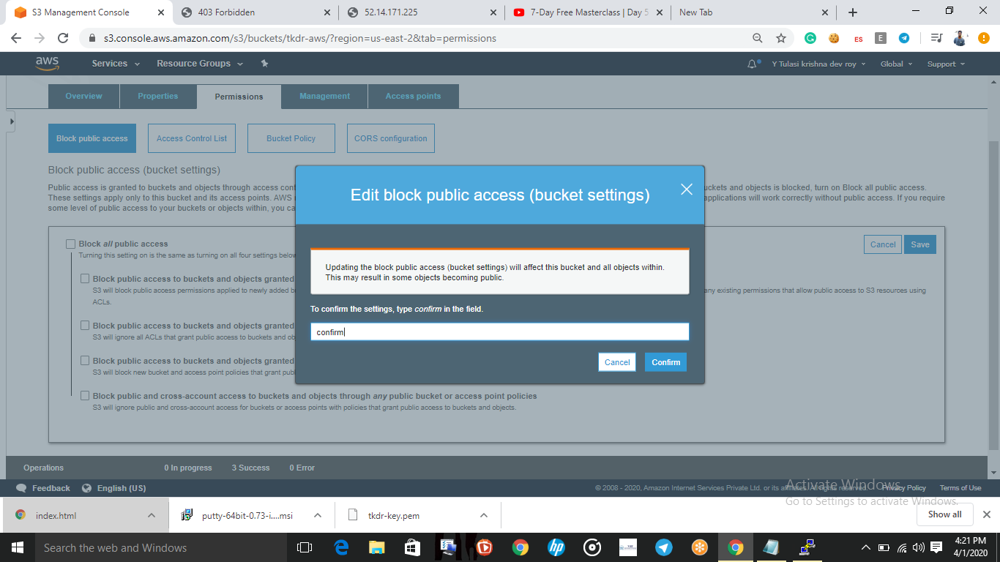 S3 Management Console
403 Forbidden
52.14.171.225
7-Day Free Masterclass | Day 5
New Tab
s3.console.aws.amazon.com/s3/buckets/tkdr-aws/?region=us-east-2&tab=permissions
ES
E
aws
Services
Resource Groups
Y Tulasi krishna dev roy
Global
Support
Overview
Properties
Permissions
Management
Access points
Block public access
Access Control List
Bucket Policy
CORS configuration
Block public access (bucket settings)
Public access is granted to buckets and objects through access cont
uckets and objects is blocked, turn on Block all public access.
These settings apply only to this bucket and its access points. AWS
applications will work correctly without public access. If you require
some level of public access to your buckets or objects within, you ca
Edit block public access (bucket settings)
Updating the block public access (bucket settings) will affect this bucket and all objects within.
This may result in some objects becoming public.
To confirm the settings, type confirm in the field.
confirm
Cancel
Confirm
Block all public access
Cancel
Save
Turning this setting on is the same as turning on all four settings below
Block public access to buckets and objects granted
S3 will block public access permissions applied to newly added b
any existing permissions that allow public access to S3 resources using
ACLs.
Block public access to buckets and objects granted
S3 will ignore all ACLs that grant public access to buckets and ob
Block public access to buckets and objects granted
S3 will block new bucket and access point policies that grant publ
Block public and cross-account access to buckets and objects through any public bucket or access point policies
S3 will ignore public and cross-account access for buckets or access points with policies that grant public access to buckets and objects.
Operations
0 In progress
3 Success
0 Error
Feedback
English (US)
© 2008 - 2020, Amazon Internet Services Private Ltd. or its affiliates. All rights reserved.
Privacy Policy
Terms of Use
Activate Windows
Go to Settings to activate Windows.
index.html
putty-64bit-0.73-i....msi
tkdr-key.pem
Show all
Search the web and Windows
hp
4:21 PM
4/1/2020